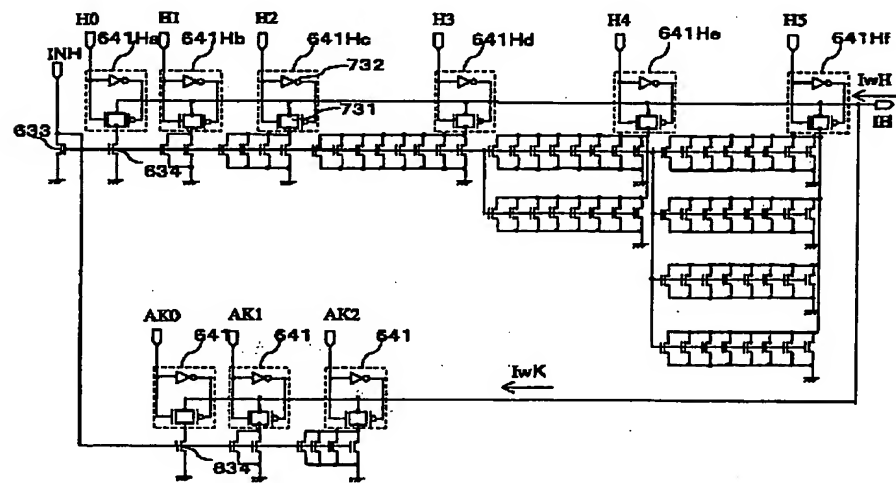 H0 H1 H2 H3 H4 H5
641Ha 641Hb 641Hc 641Hd 641He 641Hf
INH 732 IwH
731 IH
633
634
AK0 AK1 AK2
641 641 641
IwK
634